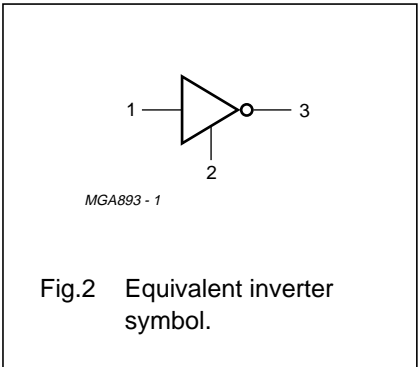 1
3
2
MGA893 - 1
Fig.2 Equivalent inverter
symbol.